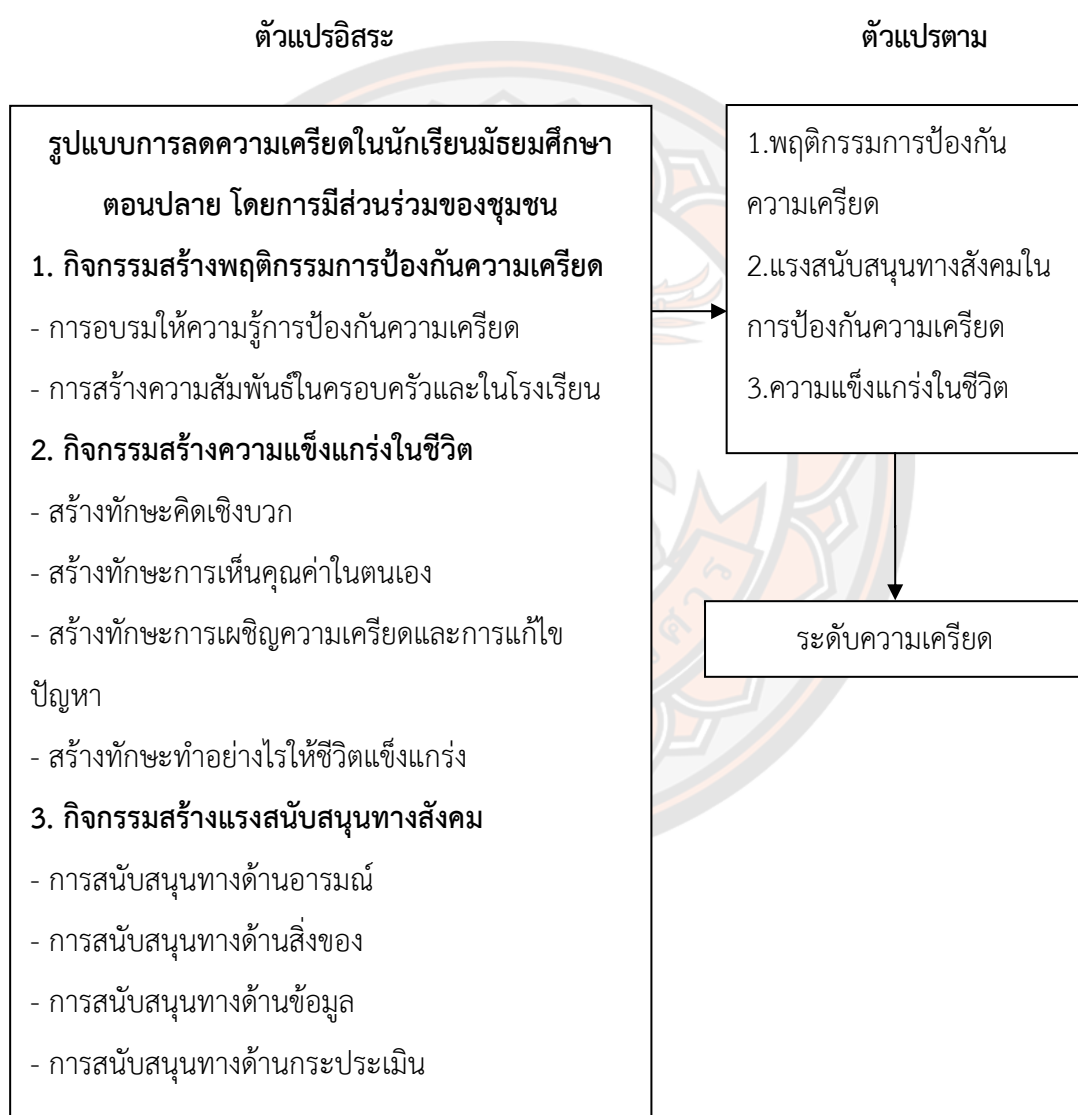 ตัวแปรอิสระ
ตัวแปรตาม
รูปแบบการลดความเครียดในนักเรียนมัธยมศึกษา
ตอนปลาย โดยการมีส่วนร่วมของชุมชน
1. กิจกรรมสร้างพฤติกรรมการป้องกันความเครียด
- การอบรมให้ความรู้การป้องกันความเครียด
- การสร้างความสัมพันธ์ในครอบครัวและในโรงเรียน
2. กิจกรรมสร้างความแข็งแกร่งในชีวิต
- สร้างทักษะคิดเชิงบวก
- สร้างทักษะการเห็นคุณค่าในตนเอง
- สร้างทักษะการเผชิญความเครียดและการแก้ไข
ปัญหา
- สร้างทักษะทำอย่างไรให้ชีวิตแข็งแกร่ง
3. กิจกรรมสร้างแรงสนับสนุนทางสังคม
- การสนับสนุนทางด้านอารมณ์
- การสนับสนุนทางด้านสิ่งของ
- การสนับสนุนทางด้านข้อมูล
- การสนับสนุนทางด้านกระประเมิน
1.พฤติกรรมการป้องกัน
ความเครียด
2.แรงสนับสนุนทางสังคมใน
การป้องกันความเครียด
3.ความแข็งแกร่งในชีวิต
ระดับความเครียด